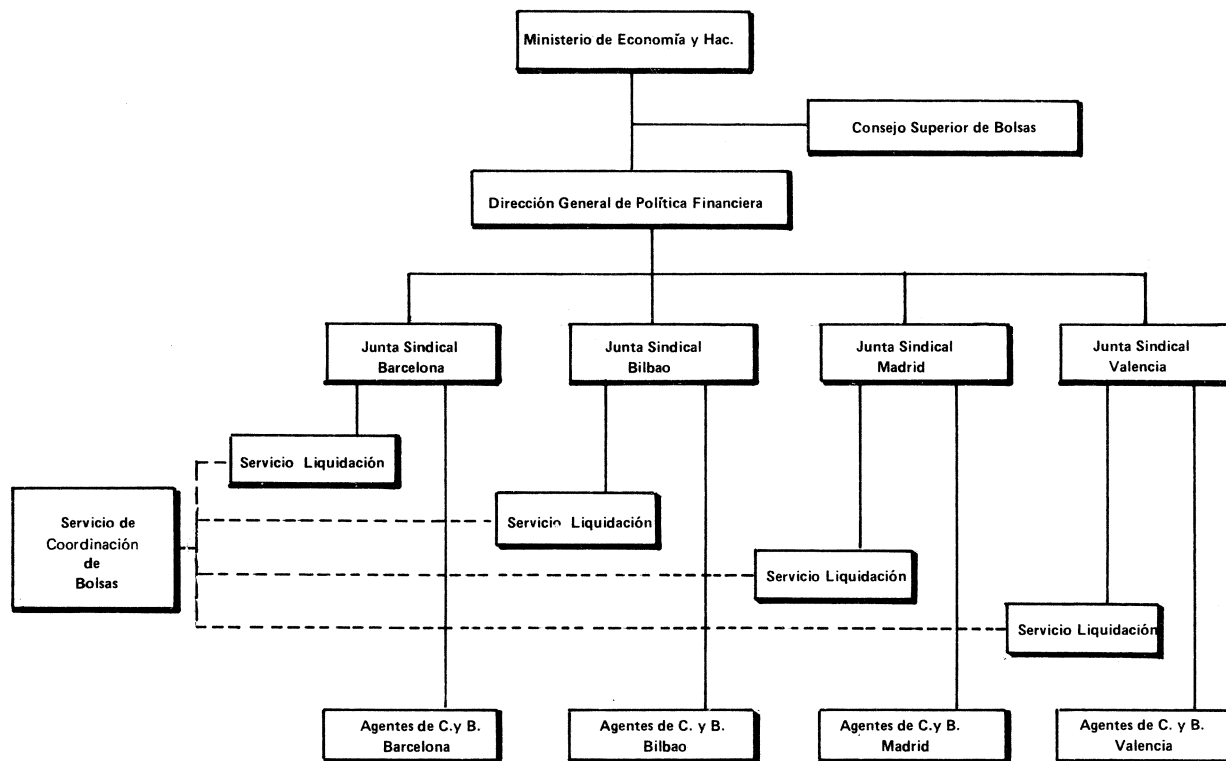 Ministerio de Economía y Hac.
Consejo Superior de Bolsas
Dirección General de Política Financiera
Junta Sindical
Barcelona
Junta Sindical
Bilbao
Junta Sindical
Madrid
Junta Sindical
Valencia
Servicio Liquidación
Servicio de
Coordinación
de
Bolsas
Servicio Liquidación
Servicio Liquidación
Servicio Liquidación
Agentes de C.y B.
Barcelona
Agentes de C. y B.
Bilbao
Agentes de C.y B.
Madrid
Agentes de C. y B.
Valencia